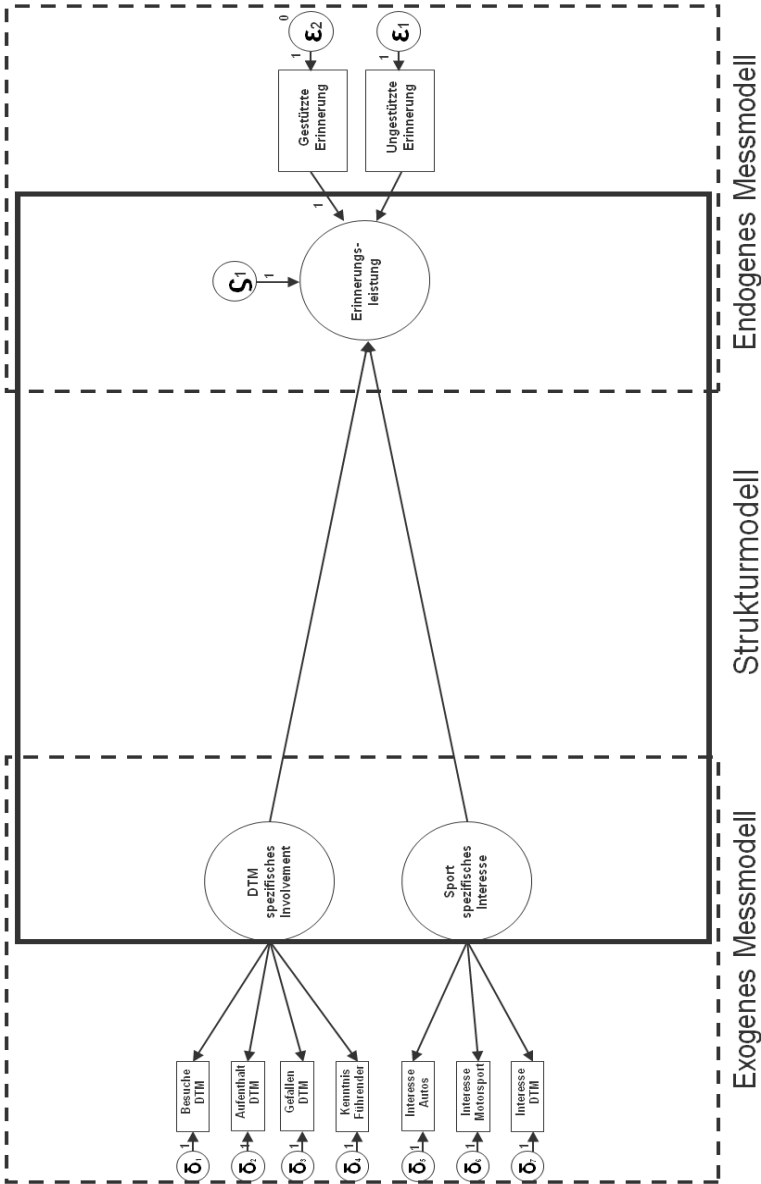 δ₁
1
Besuche
DTM
δ₂
1
Aufenthalt
DTM
δ₃
1
Gefallen
DTM
δ₄
1
Kenntnis
Führender
δ₅
1
Interesse
Autos
δ₆
1
Interesse
Motorsport
δ₇
1
Interesse
DTM
DTM
spezifisches
Involvement
Sport
spezifisches
Interesse
ς₁
1
Erinnerungs-
leistung
1
Gestützte
Erinnerung
1
0
ε₂
Ungestützte
Erinnerung
1
ε₁
Exogenes Messmodell
Strukturmodell
Endogenes Messmodell